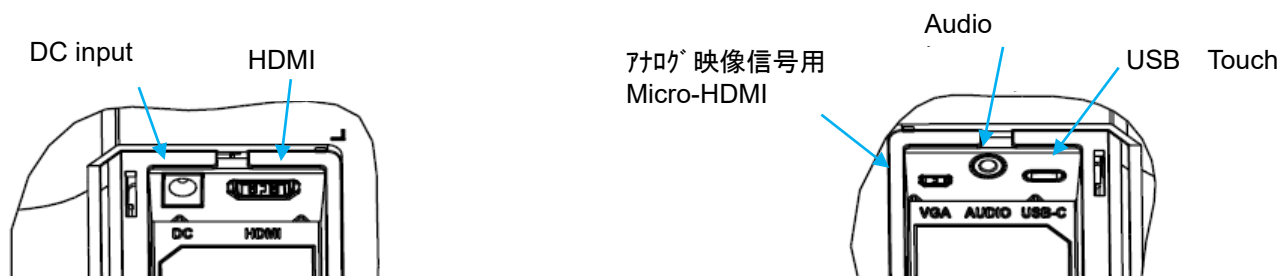 DC input
HDMI
DC
HDMI
Audio
ｱﾅﾛｸﾞ映像信号用
Micro-HDMI
USB Touch
VGA AUDIO USB-C